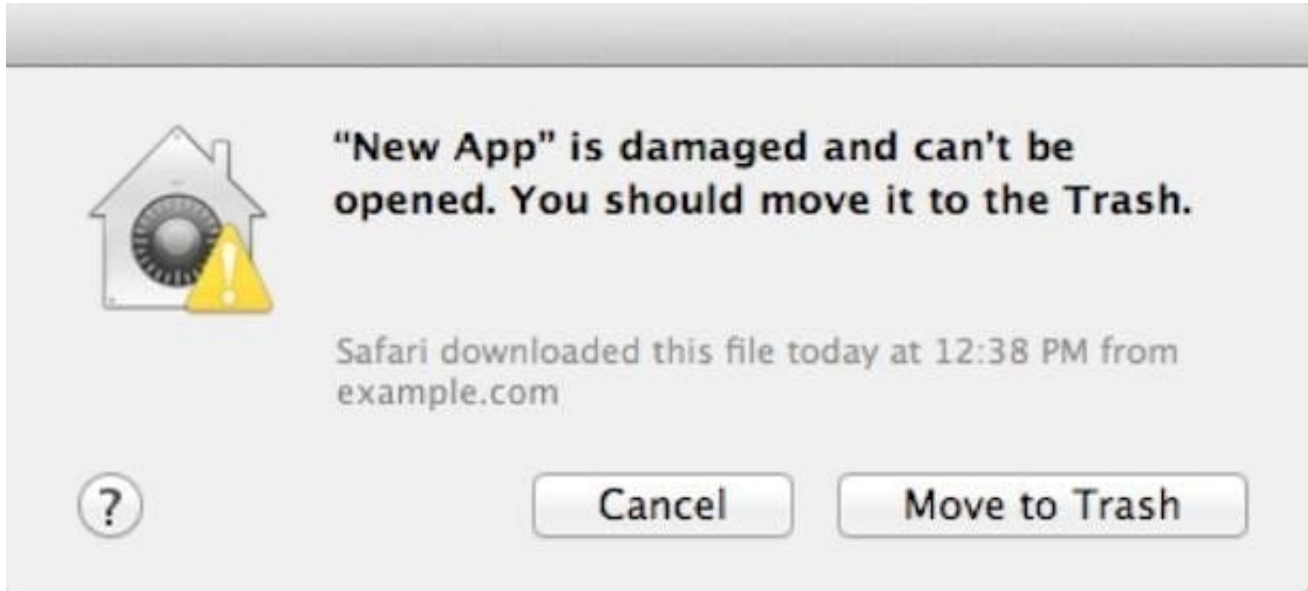 “New App” is damaged and can't be
opened. You should move it to the Trash.
Safari downloaded this file today at 12:38 PM from
example.com
?
Cancel
Move to Trash